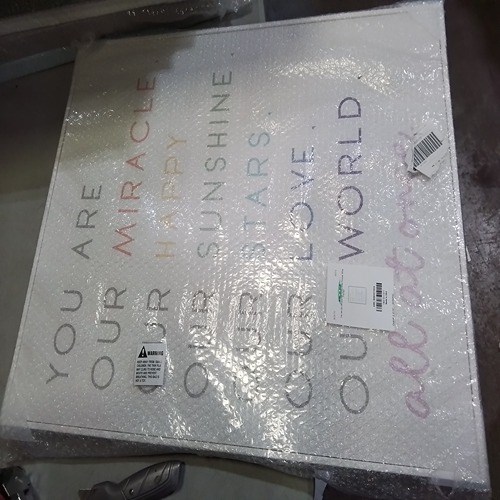 YOU ARE
OUR MIRACLE
OUR HAPPY
OUR SUNSHINE.
OUR STARS.
OUR LOVE.
OUR WORLD
all at once
WARNING